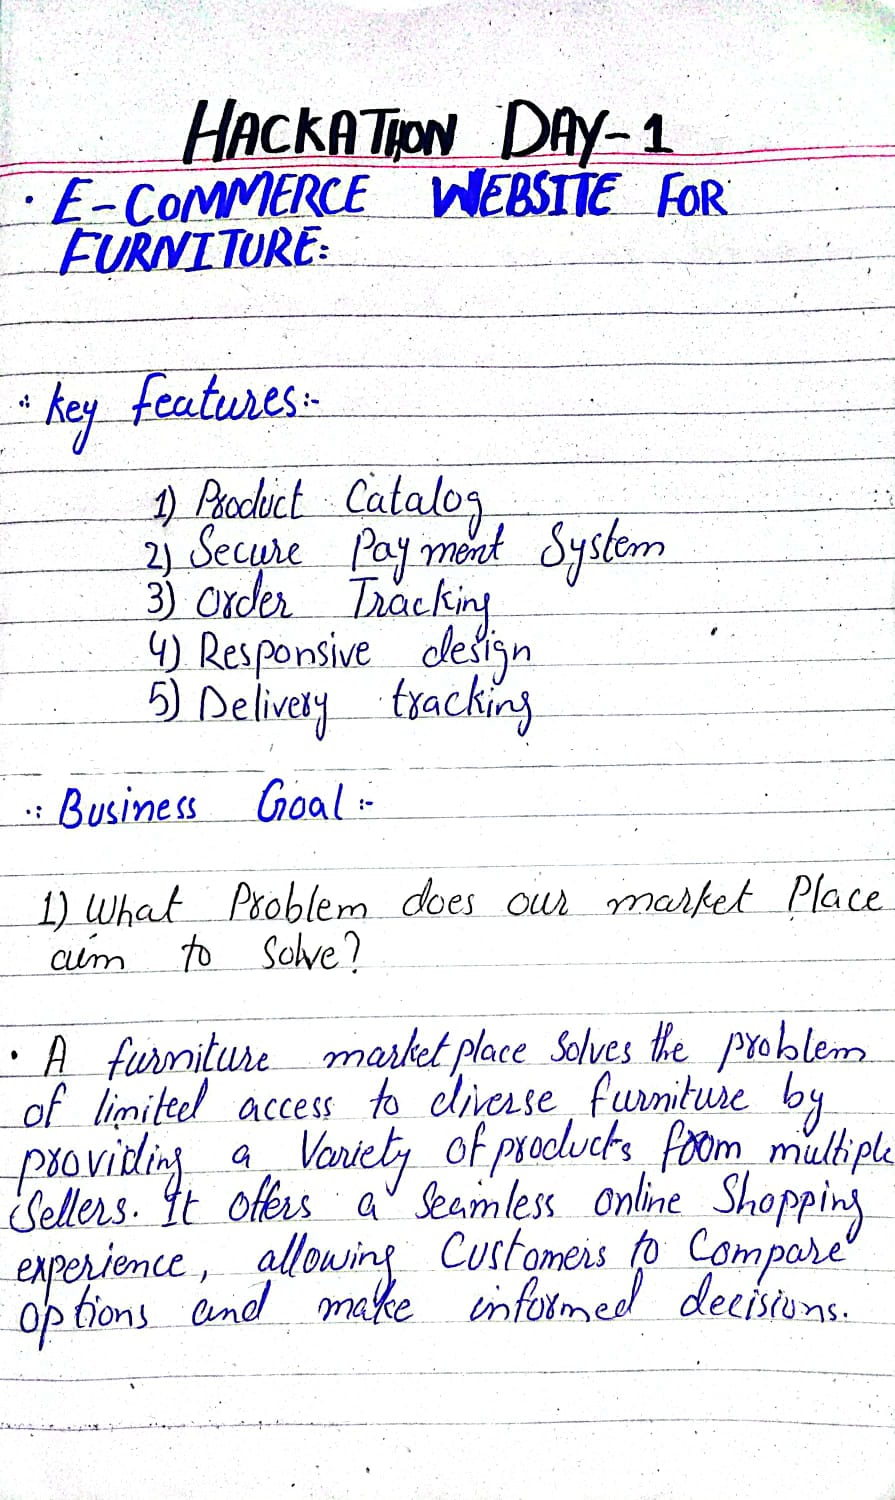 HACKATHON DAY-1
• E-COMMERCE WEBSITE FOR
FURNITURE:
Key features:-
1) Product Catalog
2) Secure Payment System
3) Order Tracking
4) Responsive design
5) Delivery tracking
Business Goal:-
1) What Problem does our market Place
aim to Solve?
• A furniture marketplace Solves the problem
of limited access to diverse furniture by
providing a Variety of products from multiple
Sellers. It offers a Seamless online Shopping
experience, allowing Customers to Compare
options and make informed decisions.